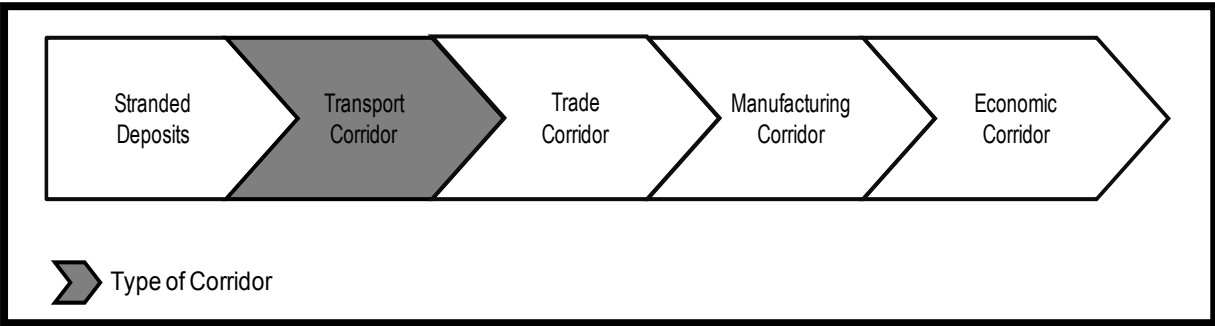 Stranded
Deposits
Transport
Corridor
Trade
Corridor
Manufacturing
Corridor
Economic
Corridor
Type of Corridor